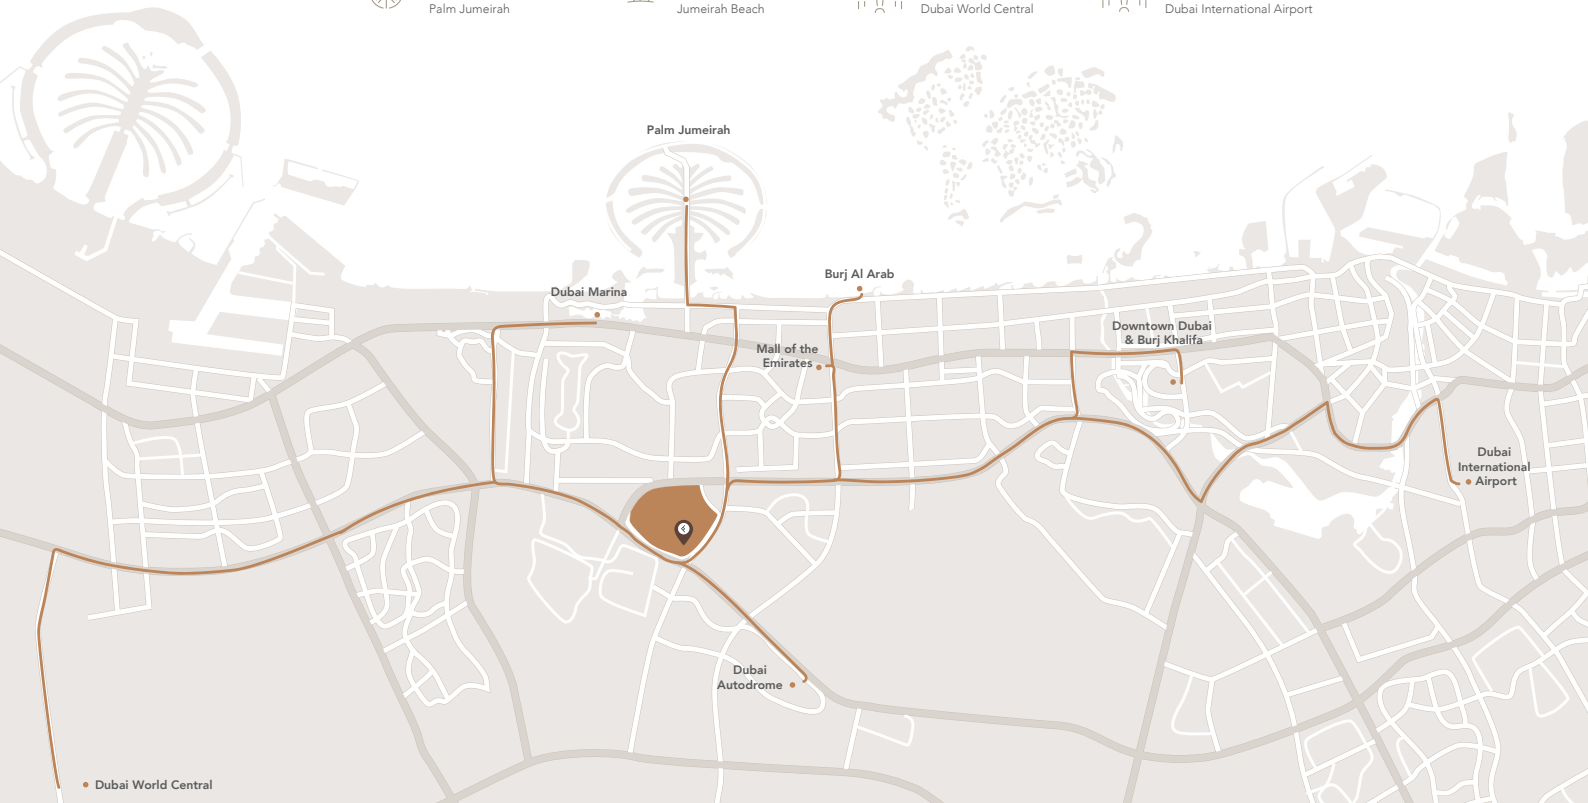 Palm Jumeirah
Jumeirah Beach
Dubai World Central
Dubai International Airport
Palm Jumeirah
Burj Al Arab
Dubai Marina
Downtown Dubai
& Burj Khalifa
Mall of the
Emirates
Dubai
International
Airport
Dubai
Autodrome
Dubai World Central